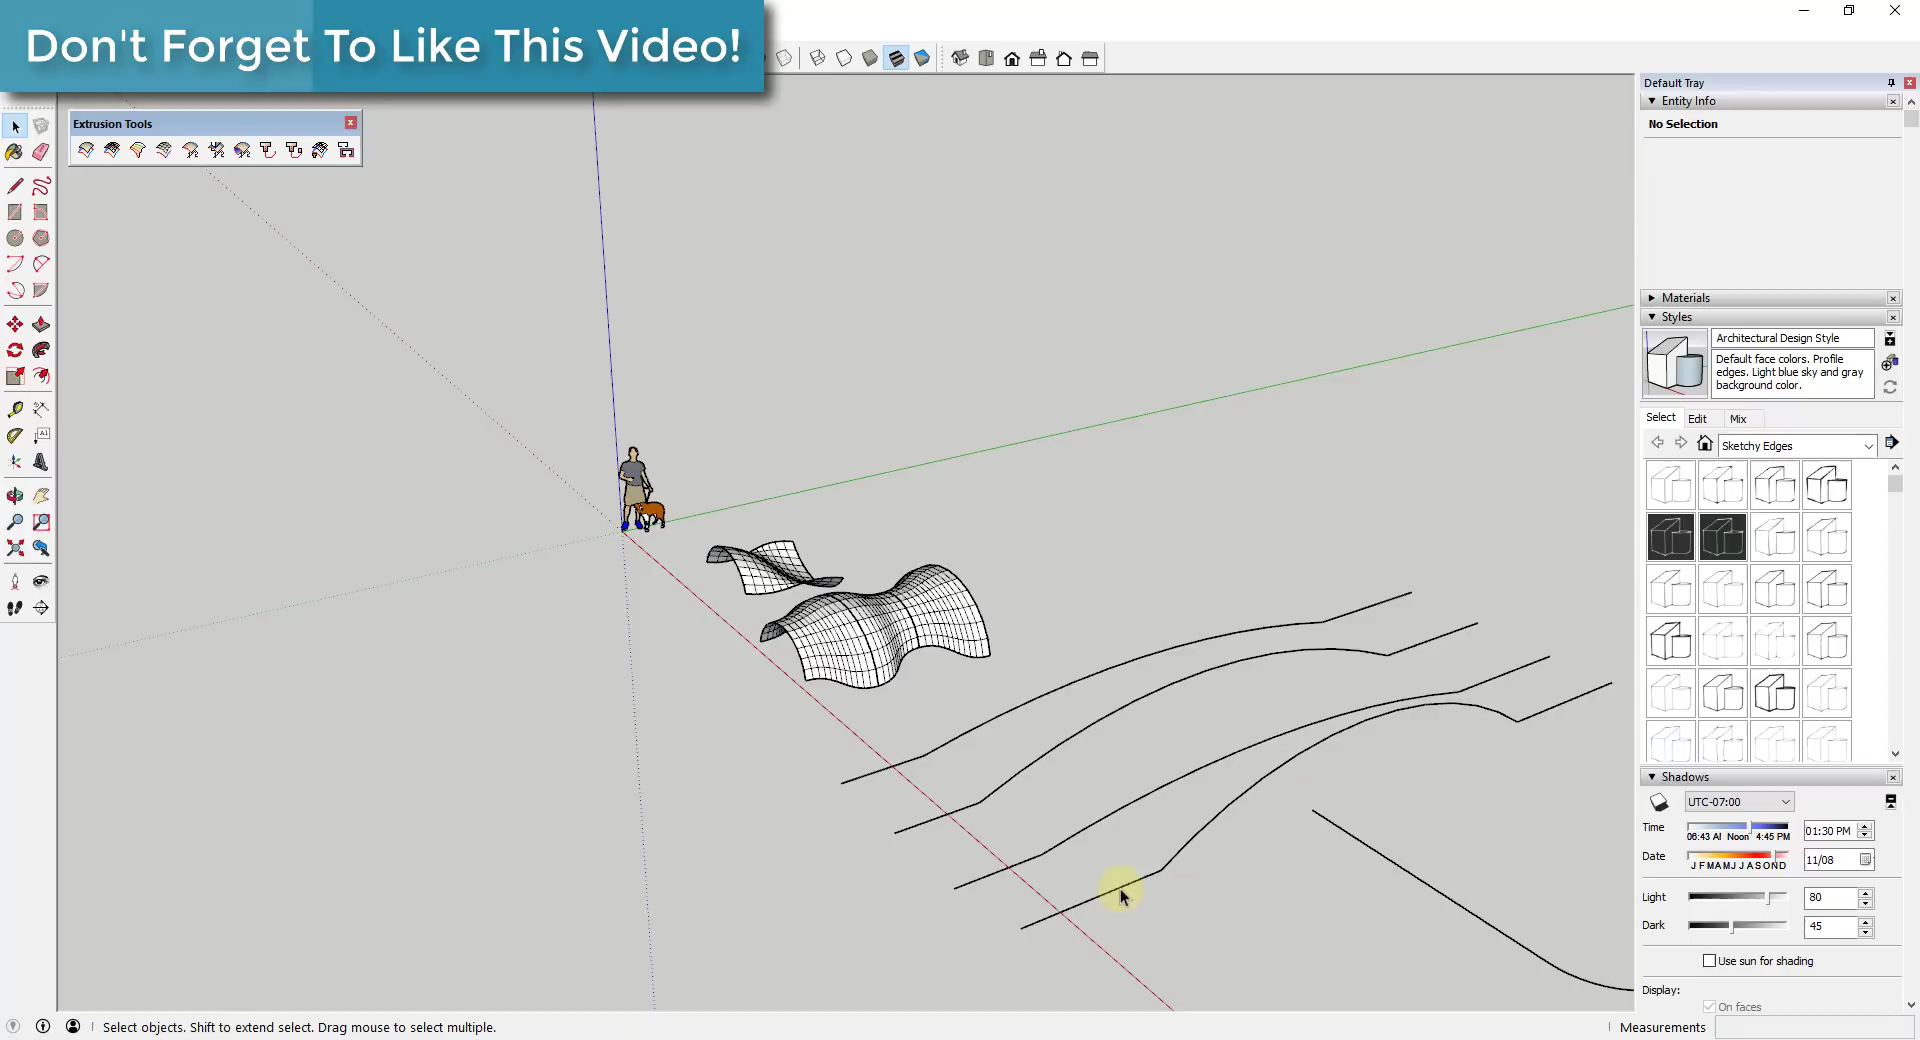 Don't Forget To Like This Video!
Default Tray
Entity Info
No Selection
Extrusion Tools
Materials
Styles
Architectural Design Style
Default face colors. Profile
edges. Light blue sky and gray
background color.
Select Edit Mix
Sketchy Edges
Shadows
UTC-07:00
Time
06:43 AI Noon 4:45 PM
01:30 PM
Date
J F M A M J J A S O N D
11/08
Light
80
Dark
45
Use sun for shading
Display:
On faces
Select objects. Shift to extend select. Drag mouse to select multiple.
Measurements